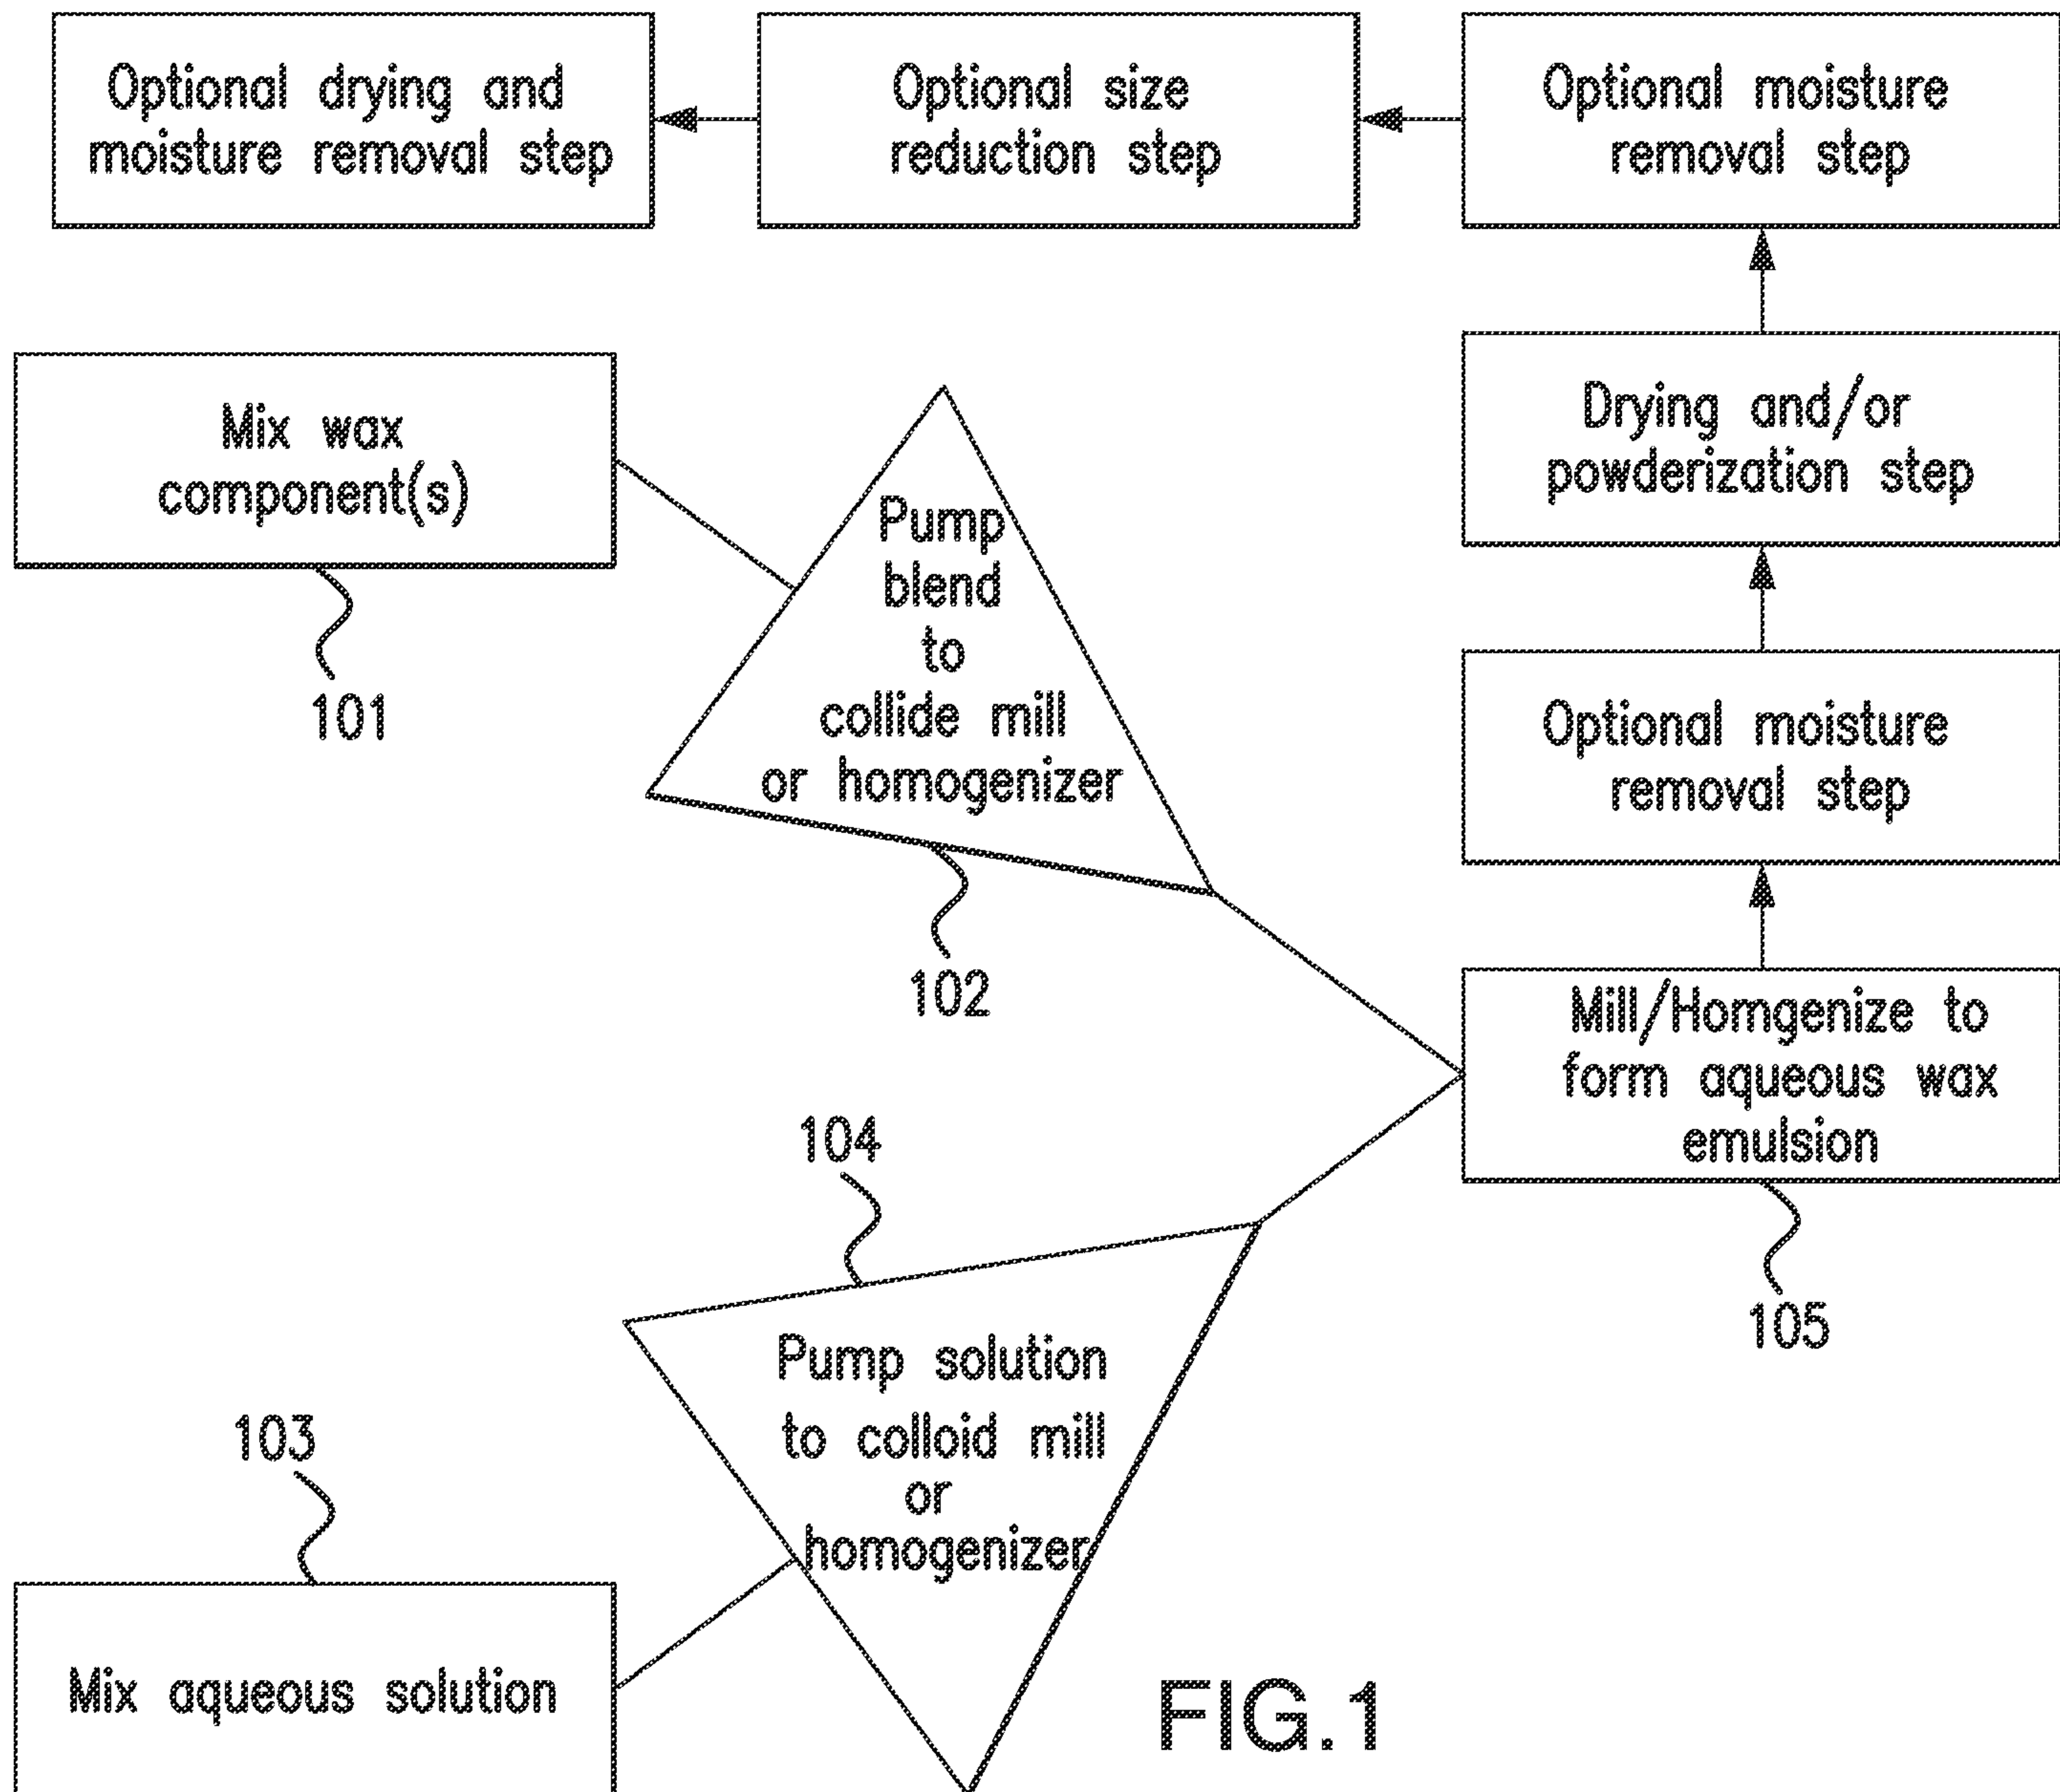 Optional drying and
moisture removal step
Optional size
reduction step
Optional moisture
removal step
Mix wax
component(s)
101
Pump
blend
to
collide mill
or homogenizer
102
Drying and/or
powderization step
Optional moisture
removal step
Mill/Homgenize to
form aqueous wax
emulsion
105
104
Pump solution
to colloid mill
or
homogenizer
103
Mix aqueous solution
FIG.1